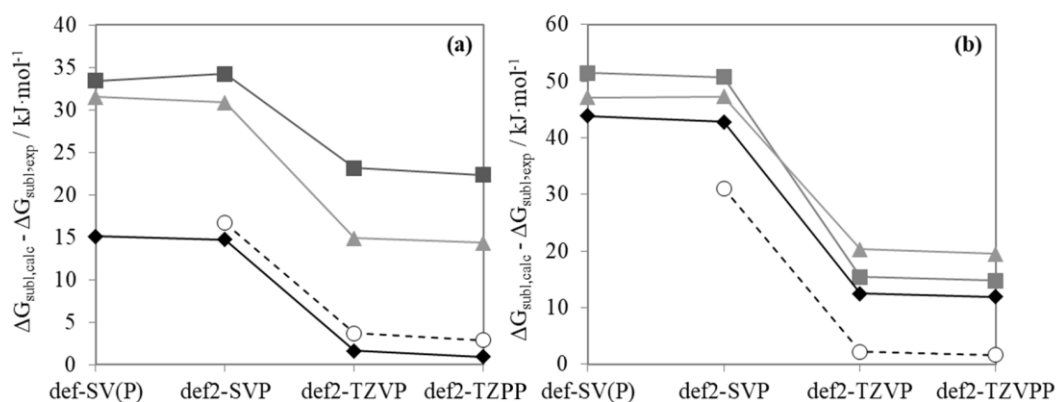 40
35
30
25
20
15
10
5
0
ΔGsubl,calc - ΔGsubl,exp / kJ·mol-1
(a)
def-SV(P) def2-SVP def2-TZVP def2-TZPP
60
50
40
30
20
10
0
ΔGsubl,calc - ΔGsubl,exp / kJ·mol-1
(b)
def-SV(P) def2-SVP def2-TZVP def2-TZVPP